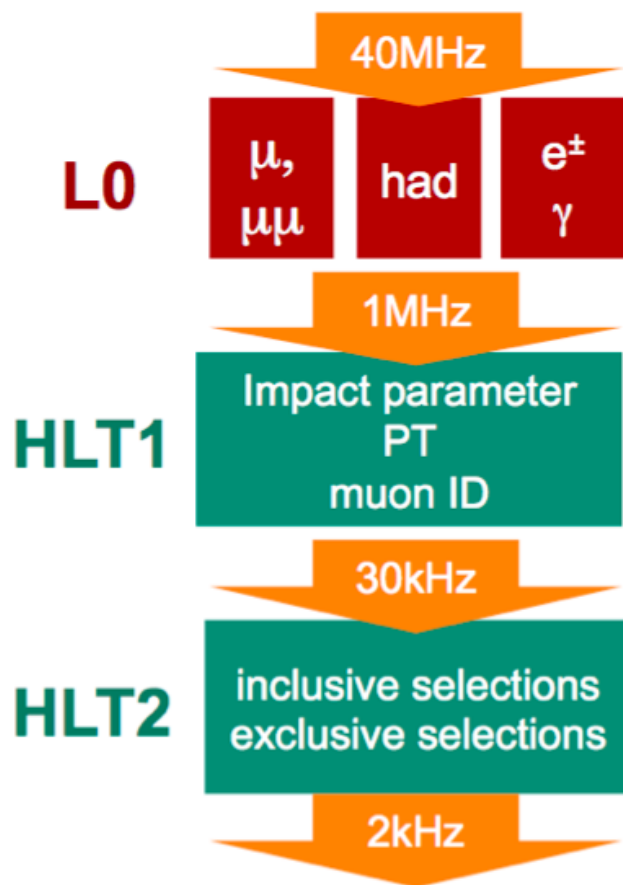 40MHz
L0
μ,
μμ
had
e±
γ
1MHz
HLT1
Impact parameter
PT
muon ID
30kHz
HLT2
inclusive selections
exclusive selections
2kHz